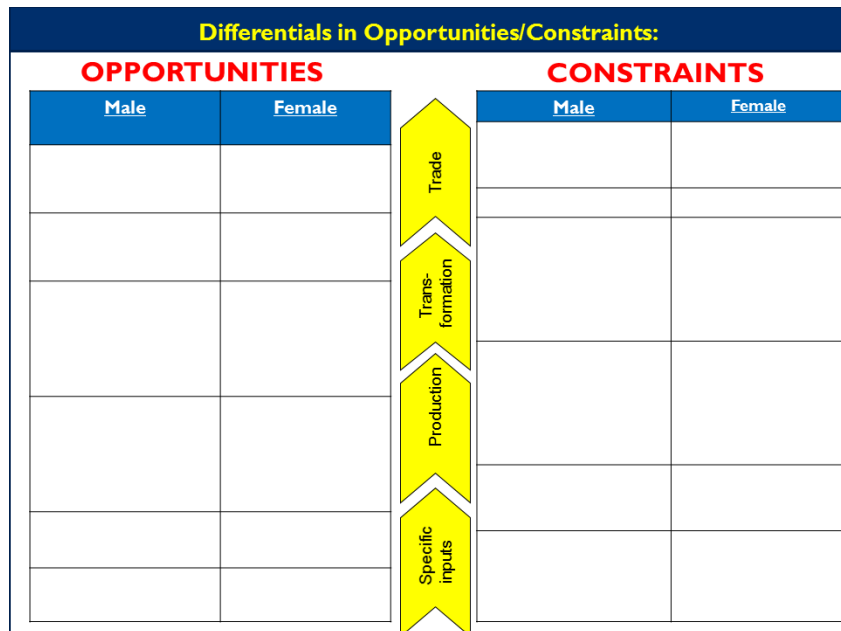 Differentials in Opportunities/Constraints:
OPPORTUNITIES
CONSTRAINTS
Male
Female
Male
Female
Trade
Trans-
formation
Production
Specific
inputs